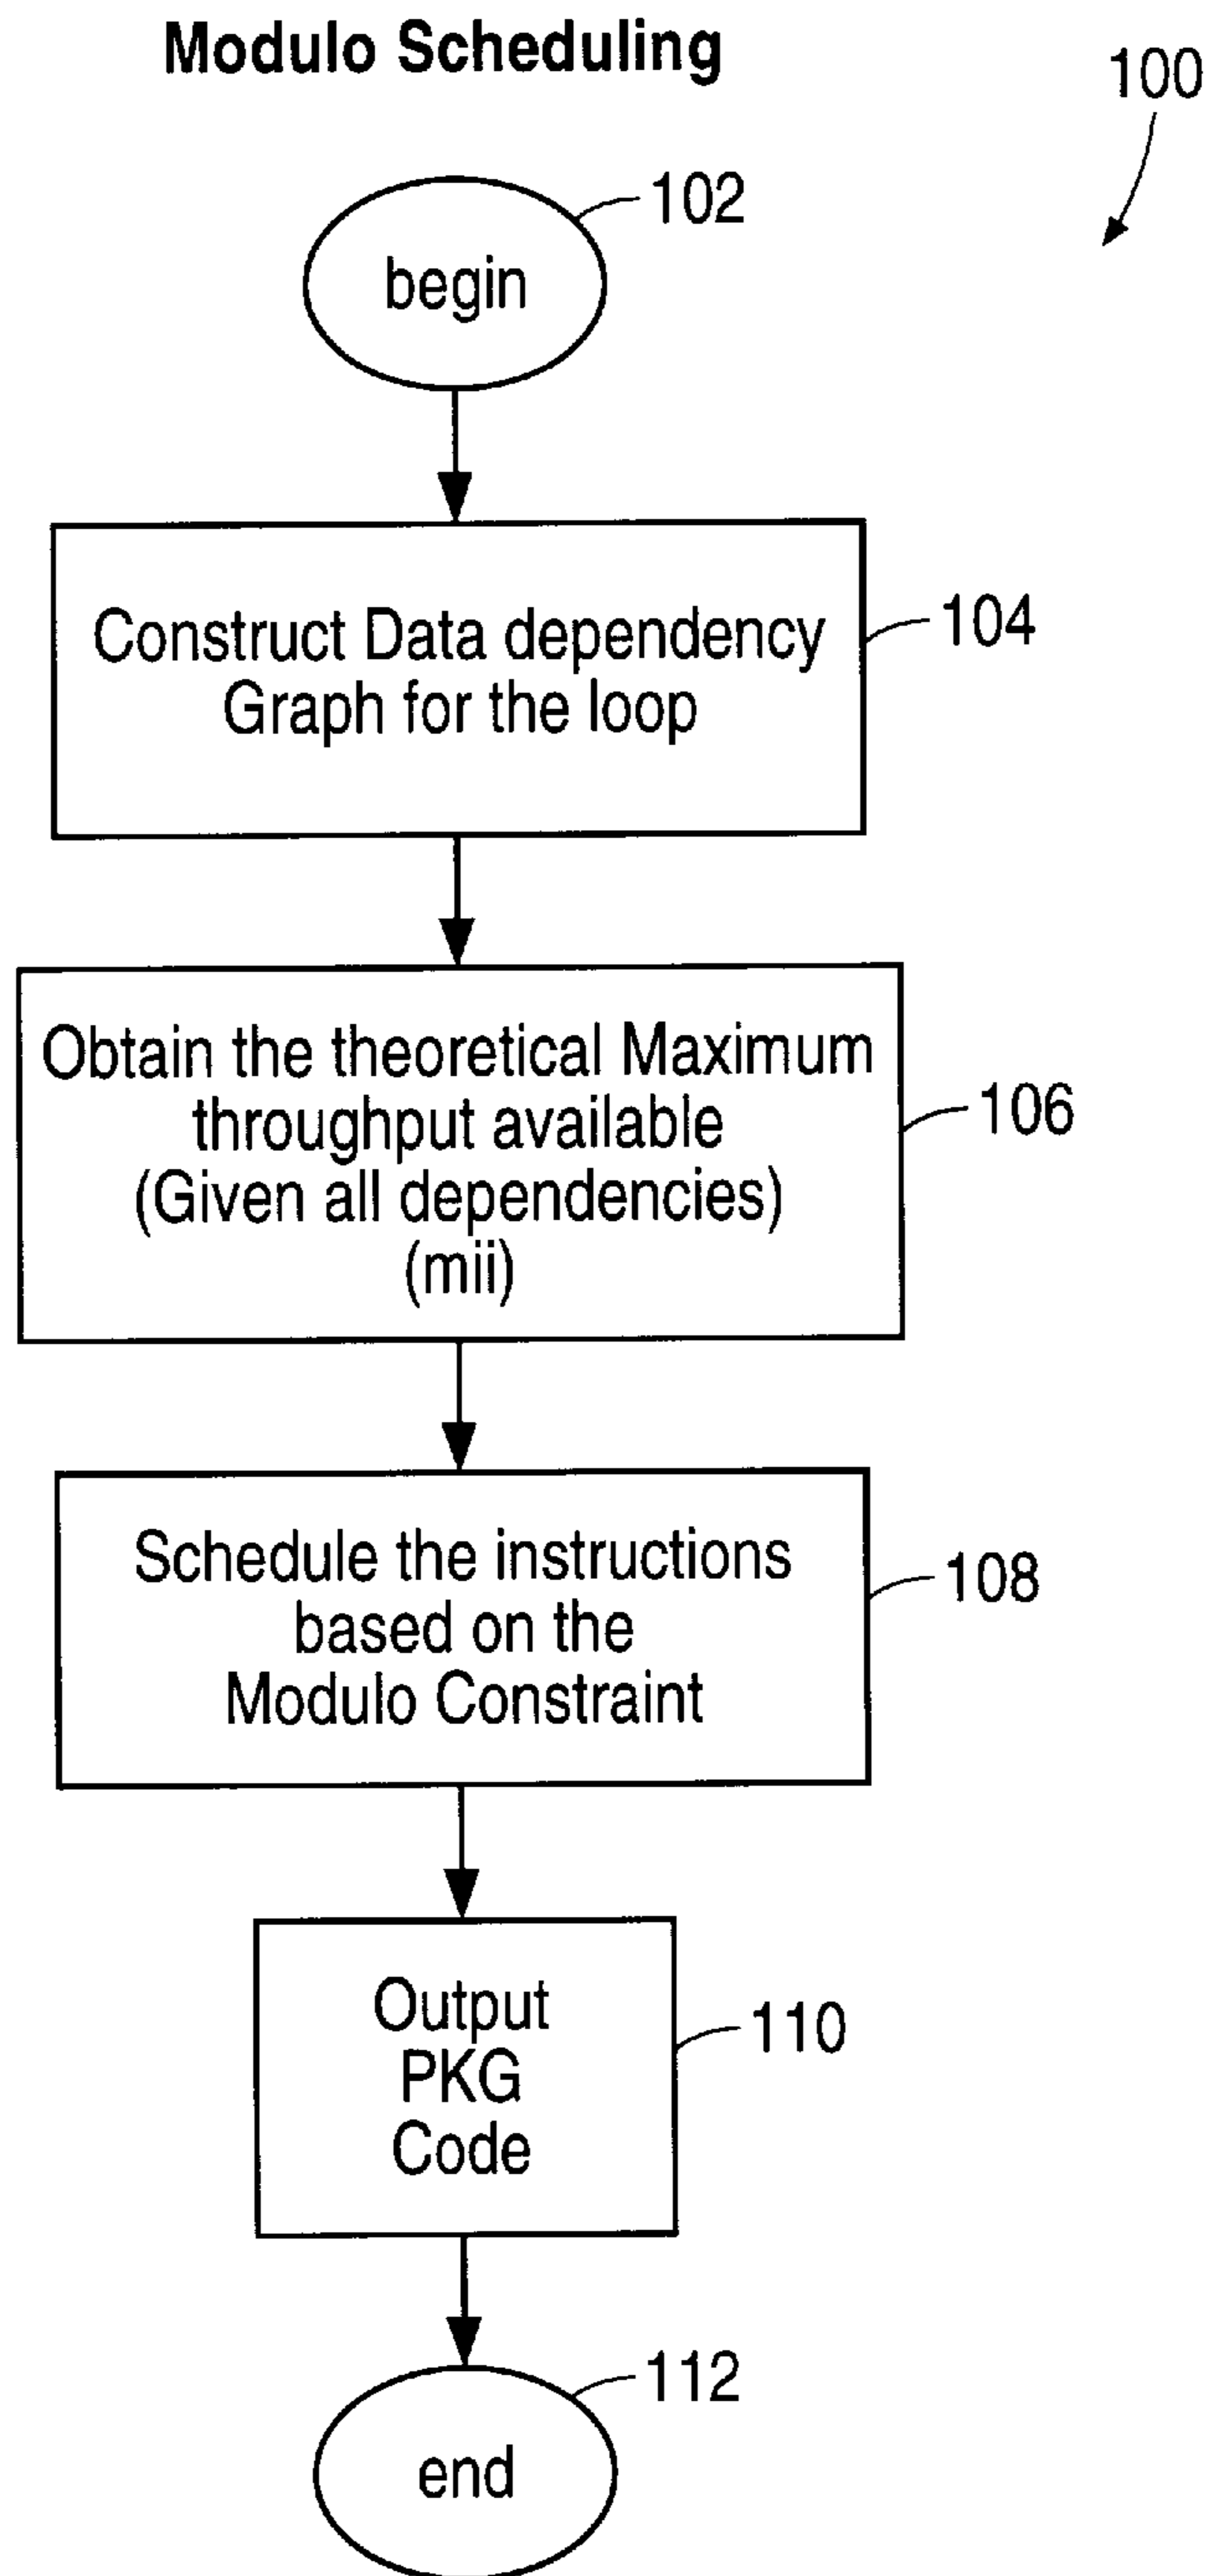 Modulo Scheduling
100
102
begin
Construct Data dependency
Graph for the loop
104
Obtain the theoretical Maximum
throughput available
(Given all dependencies)
(mii)
106
Schedule the instructions
based on the
Modulo Constraint
108
Output
PKG
Code
110
112
end